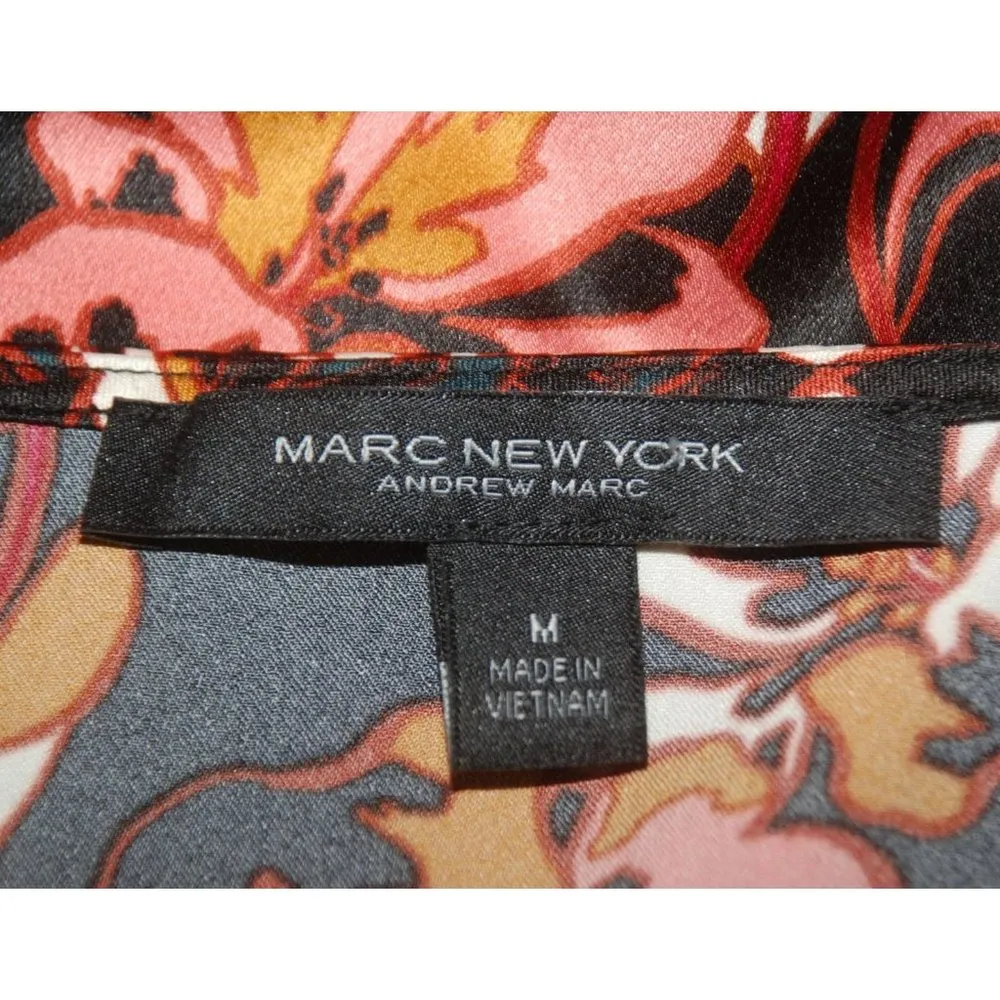 MARC NEW YORK
ANDREW MARC
M
MADE IN
VIETNAM